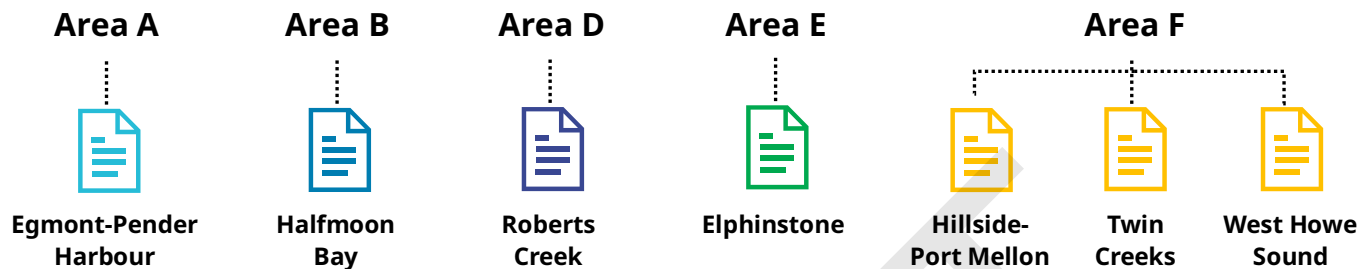 Area A
Area B
Area D
Area E
Area F
Egmont-Pender
Harbour
Halfmoon
Bay
Roberts
Creek
Elphinstone
Hillside-
Port Mellon
Twin
Creeks
West Howe
Sound